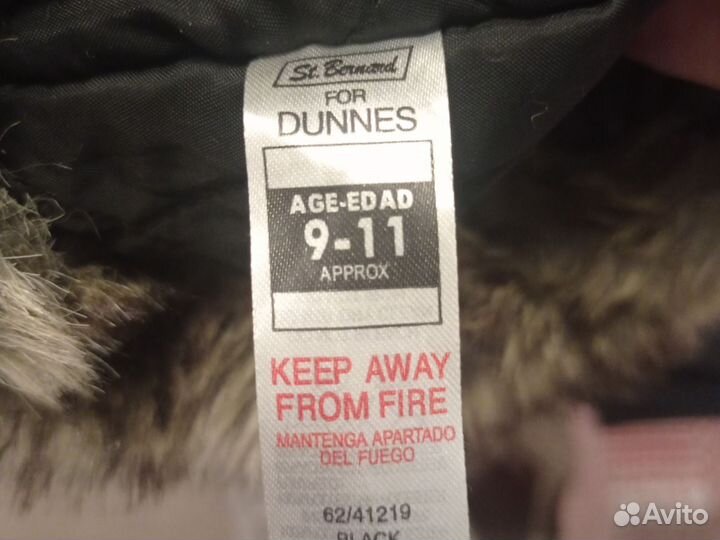 St. Bernard
FOR
DUNNES
AGE-EDAD
9-11
APPROX
KEEP AWAY
FROM FIRE
MANTENGA APARTADO
DEL FUEGO
62/41219
BLACK
Avito